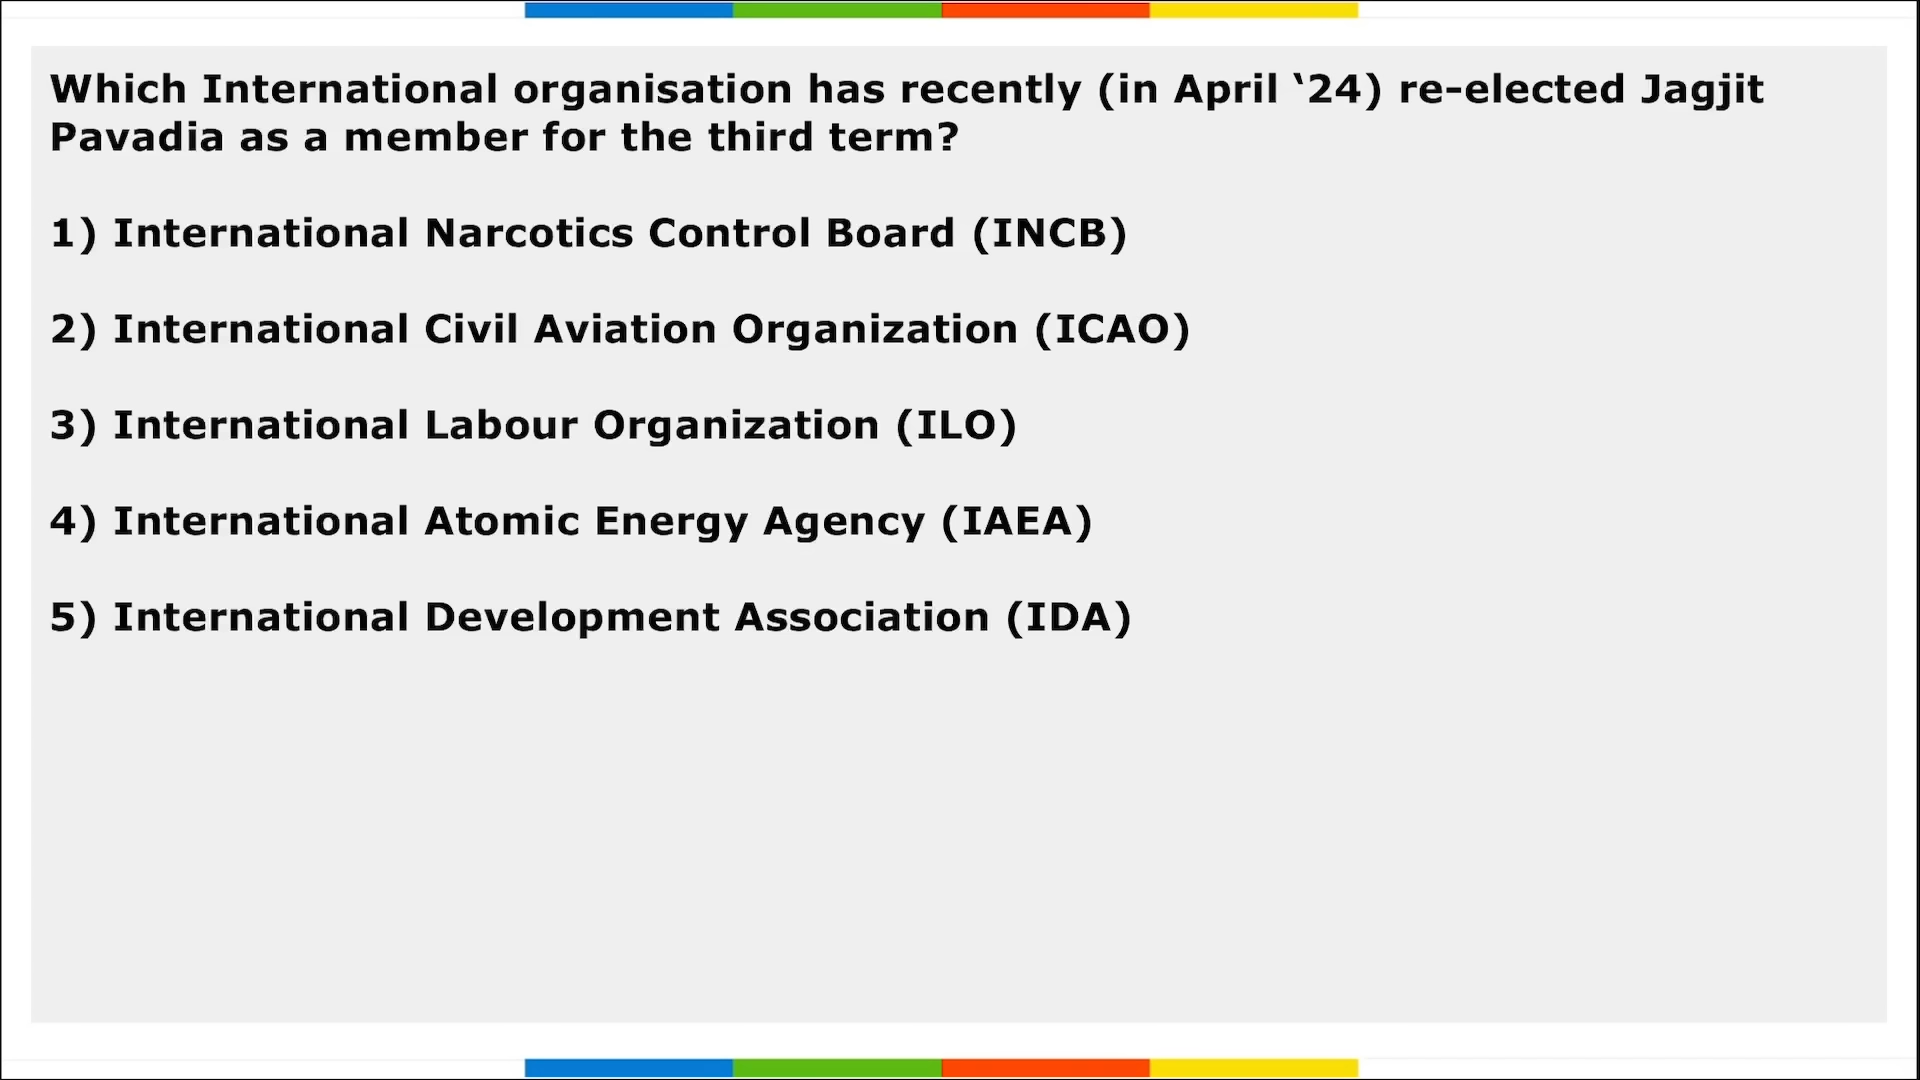 Which International organisation has recently (in April ‘24) re-elected Jagjit
Pavadia as a member for the third term?
1) International Narcotics Control Board (INCB)
2) International Civil Aviation Organization (ICAO)
3) International Labour Organization (ILO)
4) International Atomic Energy Agency (IAEA)
5) International Development Association (IDA)